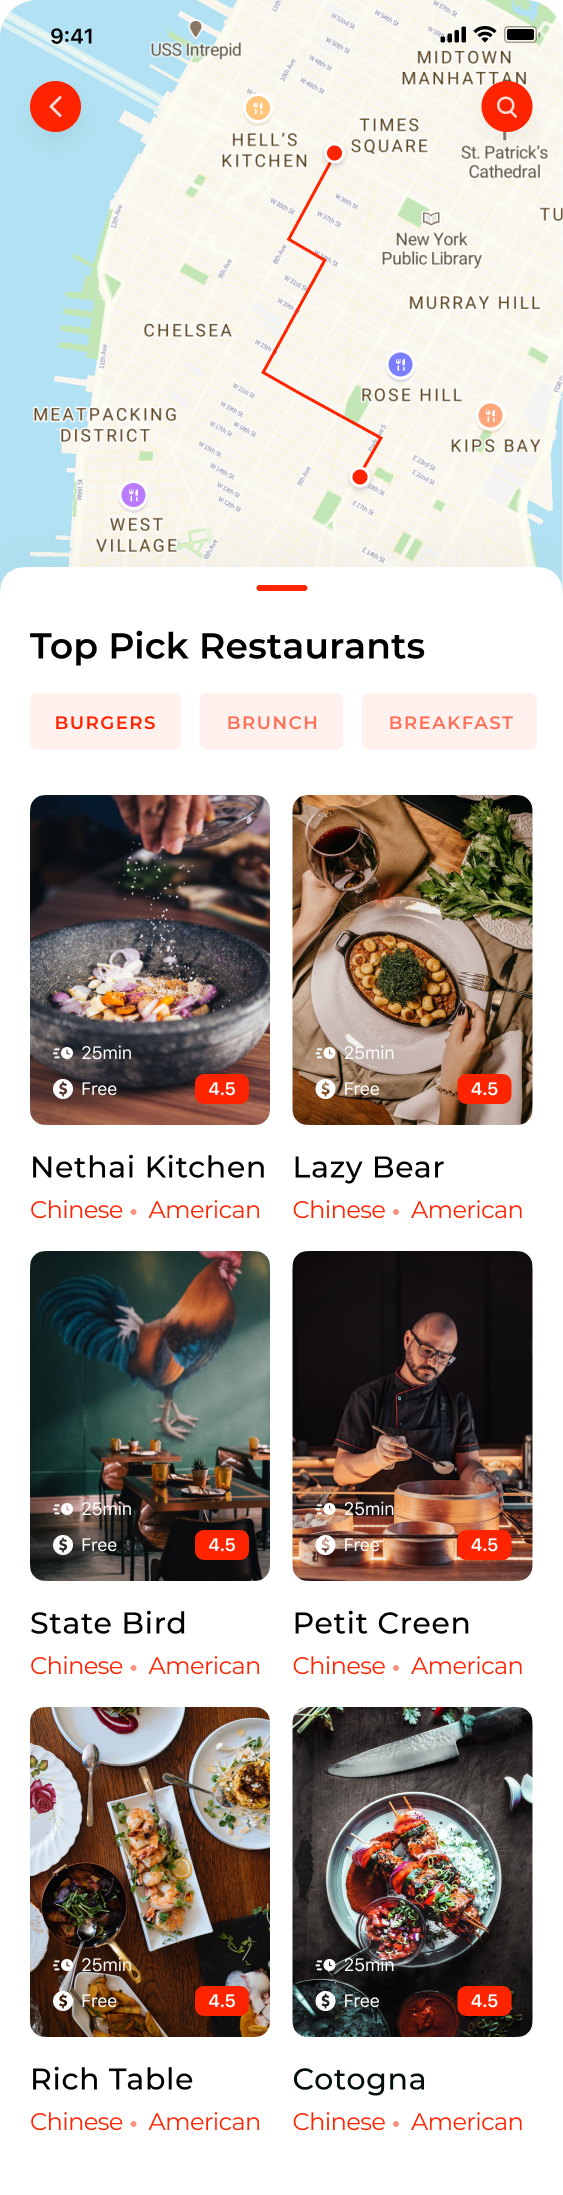 9:41
USS Intrepid
MIDTOWN
MANHATTAN
HELL'S
KITCHEN
TIMES
SQUARE
St. Patrick's
Cathedral
New York
Public Library
TU
MURRAY HILL
CHELSEA
ROSE HILL
MEATPACKING
DISTRICT
KIPS BAY
WEST
VILLAGE
Top Pick Restaurants
BURGERS
BRUNCH
BREAKFAST
25min
Free
4.5
25min
Free
4.5
Nethai Kitchen
Lazy Bear
Chinese • American
Chinese • American
25min
Free
4.5
25min
Free
4.5
State Bird
Petit Creen
Chinese • American
Chinese • American
25min
Free
4.5
25min
Free
4.5
Rich Table
Cotogna
Chinese • American
Chinese • American